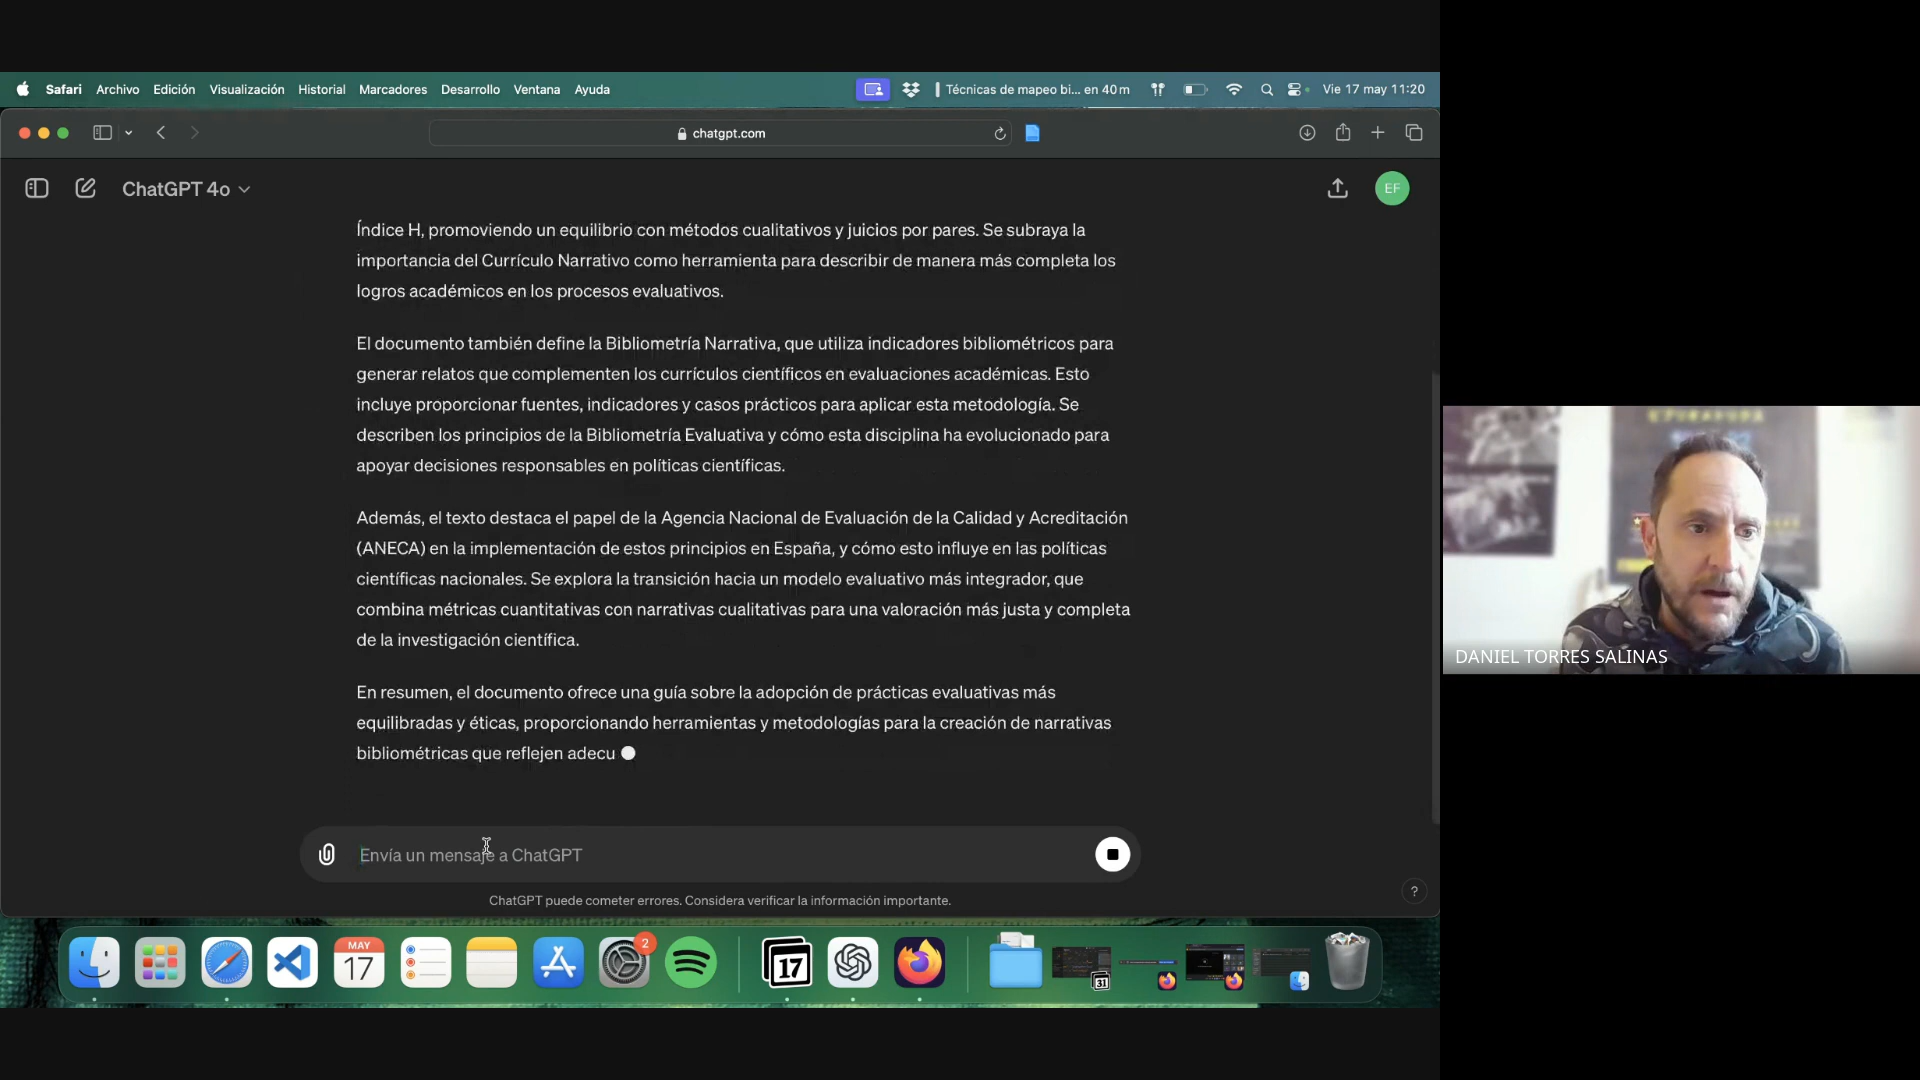 Safari Archivo Edición Visualización Historial Marcadores Desarrollo Ventana Ayuda
Técnicas de mapeo bi... en 40 m
Vie 17 may 11:20
chatgpt.com
ChatGPT 4o
EF
Índice H, promoviendo un equilibrio con métodos cualitativos y juicios por pares. Se subraya la
importancia del Currículo Narrativo como herramienta para describir de manera más completa los
logros académicos en los procesos evaluativos.
El documento también define la Bibliometría Narrativa, que utiliza indicadores bibliométricos para
generar relatos que complementen los currículos científicos en evaluaciones académicas. Esto
incluye proporcionar fuentes, indicadores y casos prácticos para aplicar esta metodología. Se
describen los principios de la Bibliometría Evaluativa y cómo esta disciplina ha evolucionado para
apoyar decisiones responsables en políticas científicas.
Además, el texto destaca el papel de la Agencia Nacional de Evaluación de la Calidad y Acreditación
(ANECA) en la implementación de estos principios en España, y cómo esto influye en las políticas
científicas nacionales. Se explora la transición hacia un modelo evaluativo más integrador, que
combina métricas cuantitativas con narrativas cualitativas para una valoración más justa y completa
de la investigación científica.
En resumen, el documento ofrece una guía sobre la adopción de prácticas evaluativas más
equilibradas y éticas, proporcionando herramientas y metodologías para la creación de narrativas
bibliométricas que reflejen adecu
DANIEL TORRES SALINAS
Envía un mensaje a ChatGPT
ChatGPT puede cometer errores. Considera verificar la información importante.
?
MAY
17
2
17
31